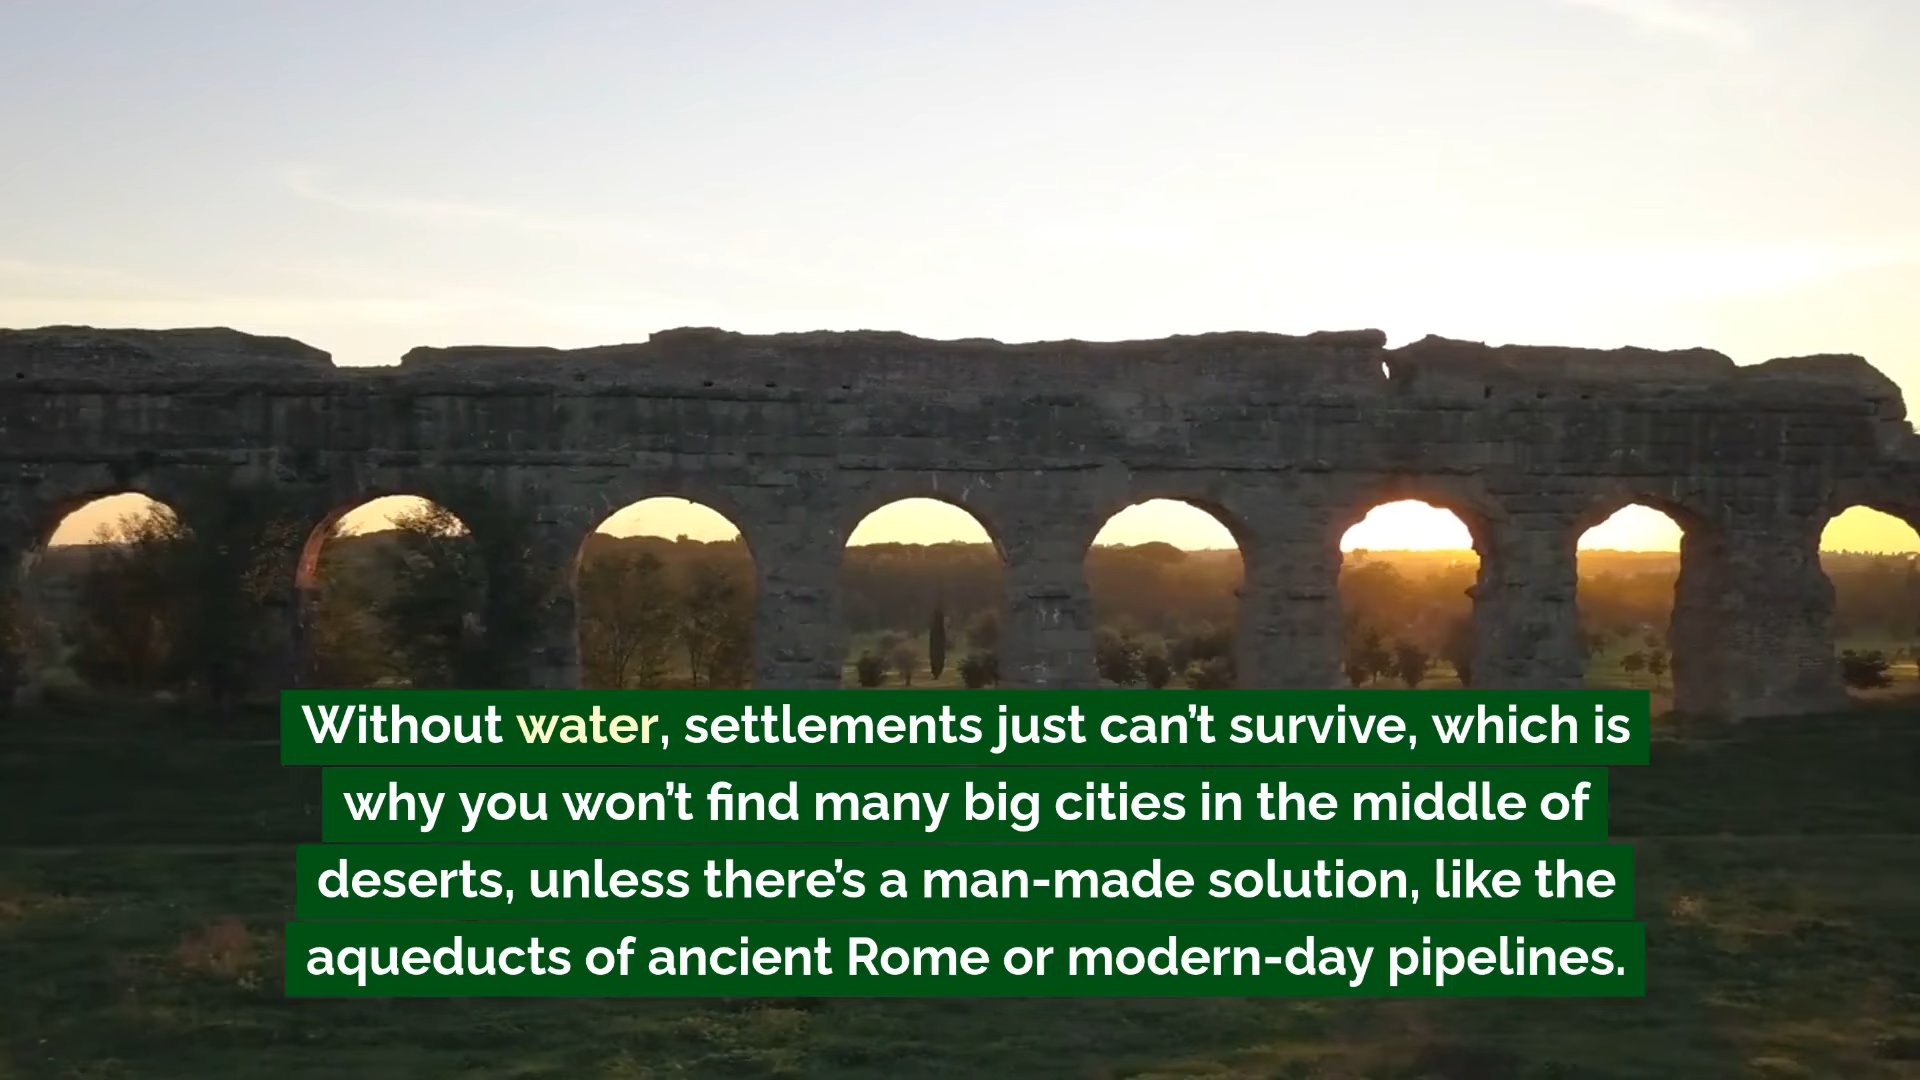 Without water, settlements just can’t survive, which is
why you won’t find many big cities in the middle of
deserts, unless there’s a man-made solution, like the
aqueducts of ancient Rome or modern-day pipelines.